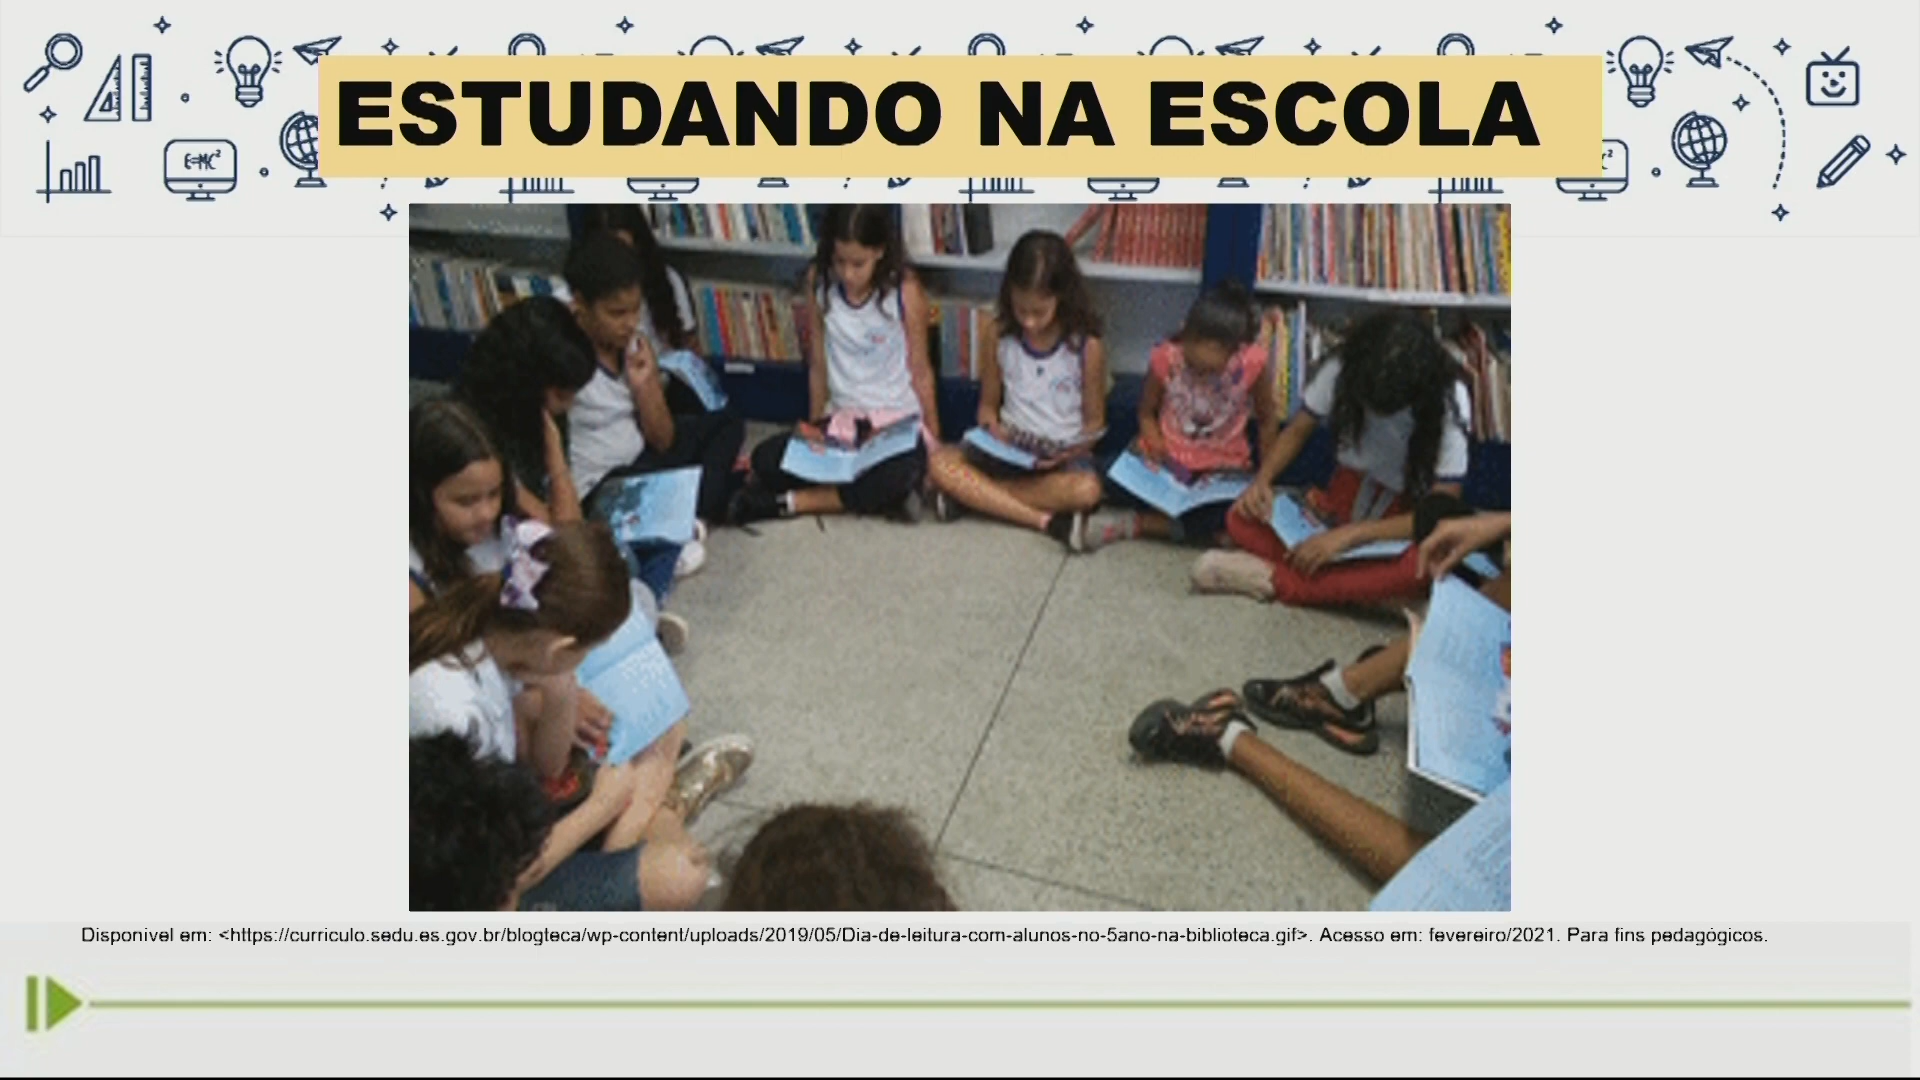 ESTUDANDO NA ESCOLA
E=MC²
Disponível em: <https://curriculo.sedu.es.gov.br/blogteca/wp-content/uploads/2019/05/Dia-de-leitura-com-alunos-no-5ano-na-biblioteca.gif>. Acesso em: fevereiro/2021. Para fins pedagógicos.